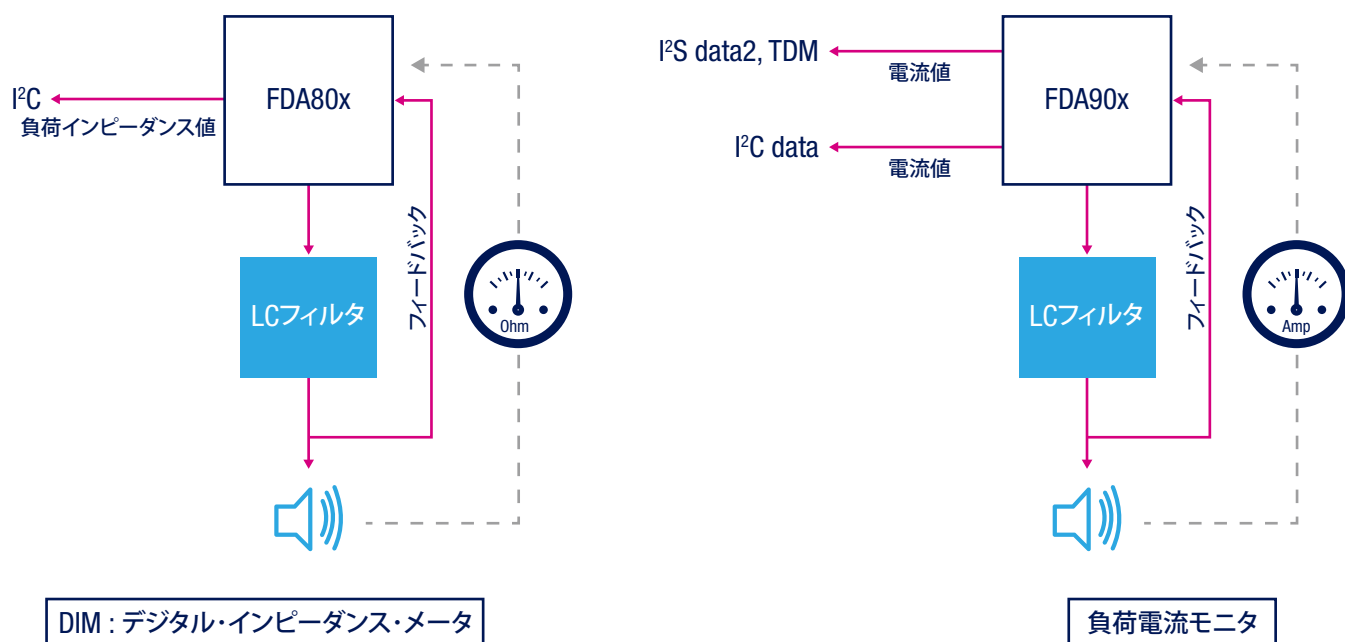 I²C
負荷インピーダンス値
FDA80x
フィードバック
LCフィルタ
Ohm
DIM : デジタル・インピーダンス・メータ
I²S data2, TDM
電流値
I²C data
電流値
FDA90x
フィードバック
LCフィルタ
Amp
負荷電流モニタ